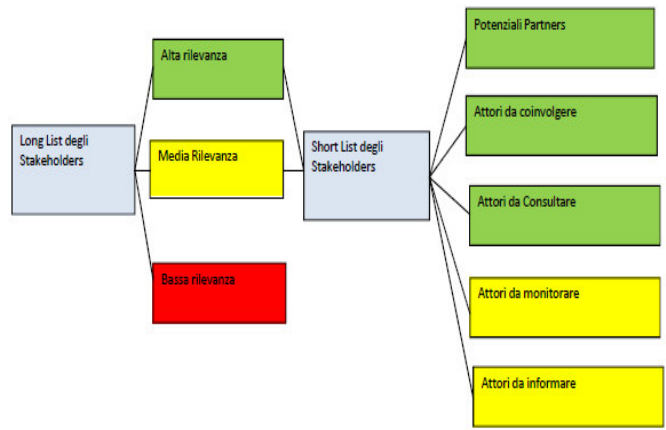 Long List degli
Stakeholders
Alta rilevanza
Media Rilevanza
Bassa rilevanza
Short List degli
Stakeholders
Potenziali Partners
Attori da coinvolgere
Attori da Consultare
Attori da monitorare
Attori da informare